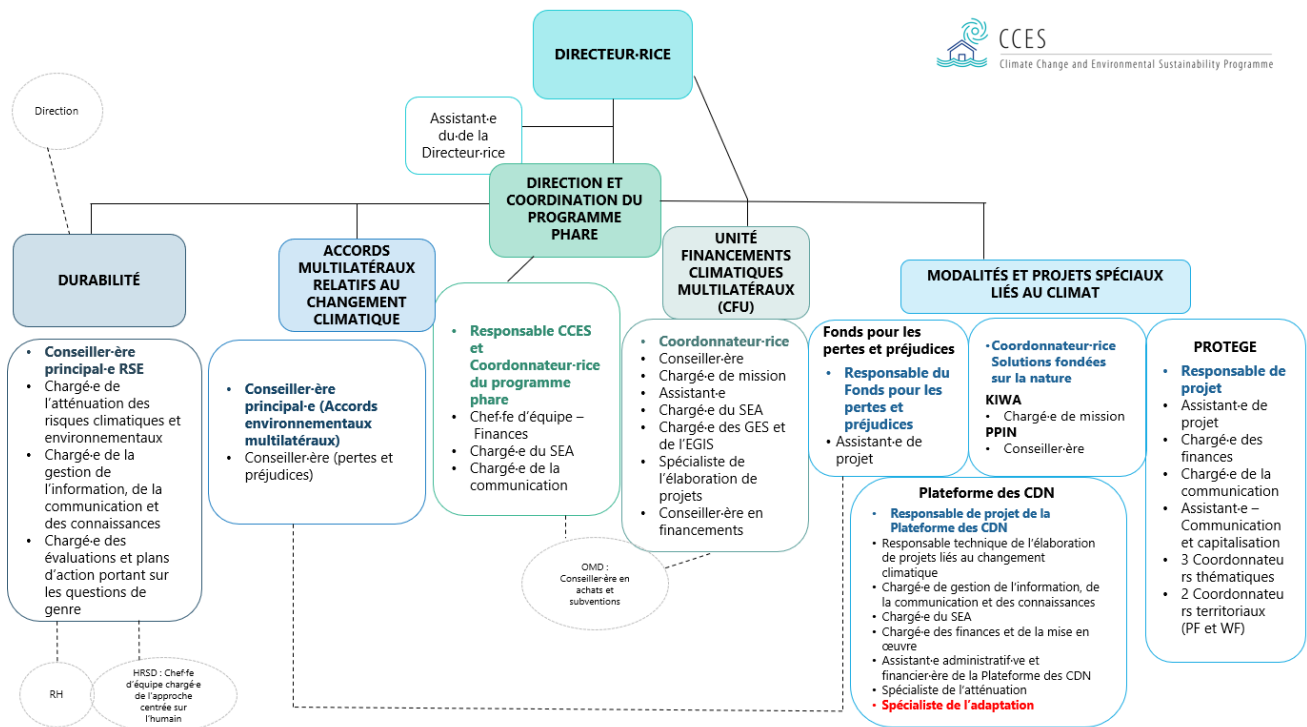 DIRECTEUR·RICE
CCES
Climate Change and Environmental Sustainability Programme
Direction
Assistant·e
du·de la
Directeur·rice
DIRECTION ET
COORDINATION DU
PROGRAMME
PHARE
DURABILITÉ
ACCORDS
MULTILATÉRAUX
RELATIFS AU
CHANGEMENT
CLIMATIQUE
UNITÉ
FINANCEMENTS
CLIMATIQUES
MULTILATÉRAUX
(CFU)
MODALITÉS ET PROJETS SPÉCIAUX
LIÉS AU CLIMAT
• Conseiller·ère
principal·e RSE
• Chargé·e de
l'atténuation des
risques climatiques et
environnementaux
• Chargé·e de la
gestion de
l'information, de la
communication et
des connaissances
• Chargé·e des
évaluations et plans
d'action portant sur
les questions de
genre
• Conseiller·ère
principal·e (Accords
environnementaux
multilatéraux)
• Conseiller·ère (pertes et
préjudices)
• Responsable CCES
et
Coordonnateur·rice
du programme
phare
• Chef·fe d'équipe –
Finances
• Chargé·e du SEA
• Chargé·e de la
communication
• Coordonnateur·rice
• Conseiller·ère
• Chargé·e de mission
• Assistant·e
• Chargé·e du SEA
• Chargé·e des GES et
de l'EGIS
• Spécialiste de
l'élaboration de
projets
• Conseiller·ère en
financements
Fonds pour les
pertes et préjudices
• Responsable du
Fonds pour les
pertes et
préjudices
• Assistant·e de
projet
•Coordonnateur·rice
Solutions fondées
sur la nature
KIWA
• Chargé·e de mission
PPIN
• Conseiller·ère
PROTEGE
• Responsable de
projet
• Assistant·e de
projet
• Chargé·e des
finances
• Chargé·e de la
communication
• Assistant·e –
Communication
et capitalisation
• 3 Coordonnateu
rs thématiques
• 2 Coordonnateu
rs territoriaux
(PF et WF)
Plateforme des CDN
• Responsable de projet de la
Plateforme des CDN
• Responsable technique de l'élaboration
de projets liés au changement
climatique
• Chargé·e de gestion de l'information, de
la communication et des connaissances
• Chargé·e du SEA
• Chargé·e des finances et de la mise en
œuvre
• Assistant·e administratif·ve et
financier·ère de la Plateforme des CDN
• Spécialiste de l'atténuation
• Spécialiste de l'adaptation
OMD :
Conseiller·ère en
achats et
subventions
RH
HRSD : Chef·fe
d'équipe chargé·e
de l'approche
centrée sur
l'humain